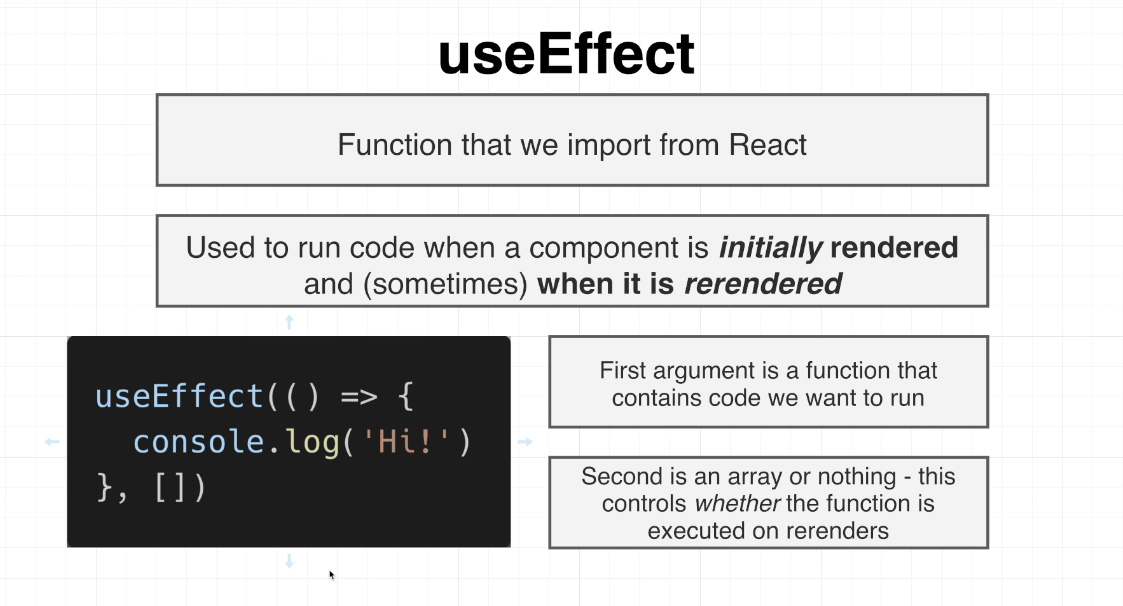 useEffect
Function that we import from React
Used to run code when a component is initially rendered
and (sometimes) when it is rerendered
useEffect(() => {
  console.log('Hi!')
}, [])
First argument is a function that
contains code we want to run
Second is an array or nothing - this
controls whether the function is
executed on rerenders